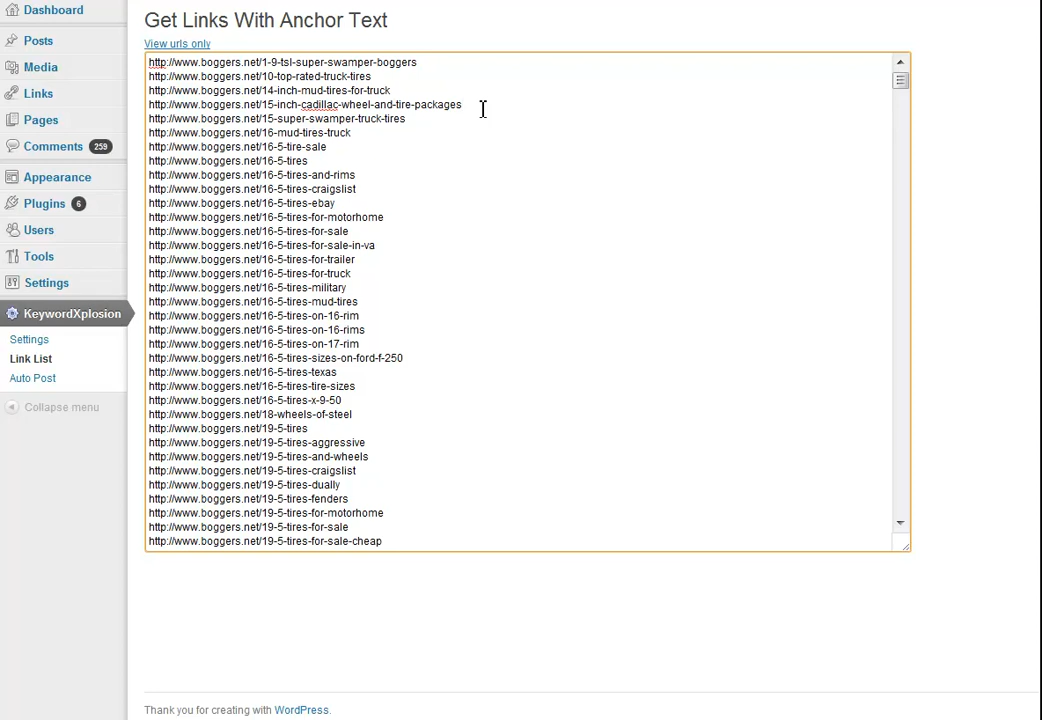 Dashboard
Posts
Media
Links
Pages
Comments 259
Appearance
Plugins 6
Users
Tools
Settings
KeywordXplosion
Settings
Link List
Auto Post
Collapse menu
Get Links With Anchor Text
View urls only
http://www.boggers.net/1-9-tsl-super-swamper-boggers
http://www.boggers.net/10-top-rated-truck-tires
http://www.boggers.net/14-inch-mud-tires-for-truck
http://www.boggers.net/15-inch-cadillac-wheel-and-tire-packages
http://www.boggers.net/15-super-swamper-truck-tires
http://www.boggers.net/16-mud-tires-truck
http://www.boggers.net/16-5-tire-sale
http://www.boggers.net/16-5-tires
http://www.boggers.net/16-5-tires-and-rims
http://www.boggers.net/16-5-tires-craigslist
http://www.boggers.net/16-5-tires-ebay
http://www.boggers.net/16-5-tires-for-motorhome
http://www.boggers.net/16-5-tires-for-sale
http://www.boggers.net/16-5-tires-for-sale-in-va
http://www.boggers.net/16-5-tires-for-trailer
http://www.boggers.net/16-5-tires-for-truck
http://www.boggers.net/16-5-tires-military
http://www.boggers.net/16-5-tires-mud-tires
http://www.boggers.net/16-5-tires-on-16-rim
http://www.boggers.net/16-5-tires-on-16-rims
http://www.boggers.net/16-5-tires-on-17-rim
http://www.boggers.net/16-5-tires-sizes-on-ford-f-250
http://www.boggers.net/16-5-tires-texas
http://www.boggers.net/16-5-tires-tire-sizes
http://www.boggers.net/16-5-tires-x-9-50
http://www.boggers.net/18-wheels-of-steel
http://www.boggers.net/19-5-tires
http://www.boggers.net/19-5-tires-aggressive
http://www.boggers.net/19-5-tires-and-wheels
http://www.boggers.net/19-5-tires-craigslist
http://www.boggers.net/19-5-tires-dually
http://www.boggers.net/19-5-tires-fenders
http://www.boggers.net/19-5-tires-for-motorhome
http://www.boggers.net/19-5-tires-for-sale
http://www.boggers.net/19-5-tires-for-sale-cheap
Thank you for creating with WordPress.